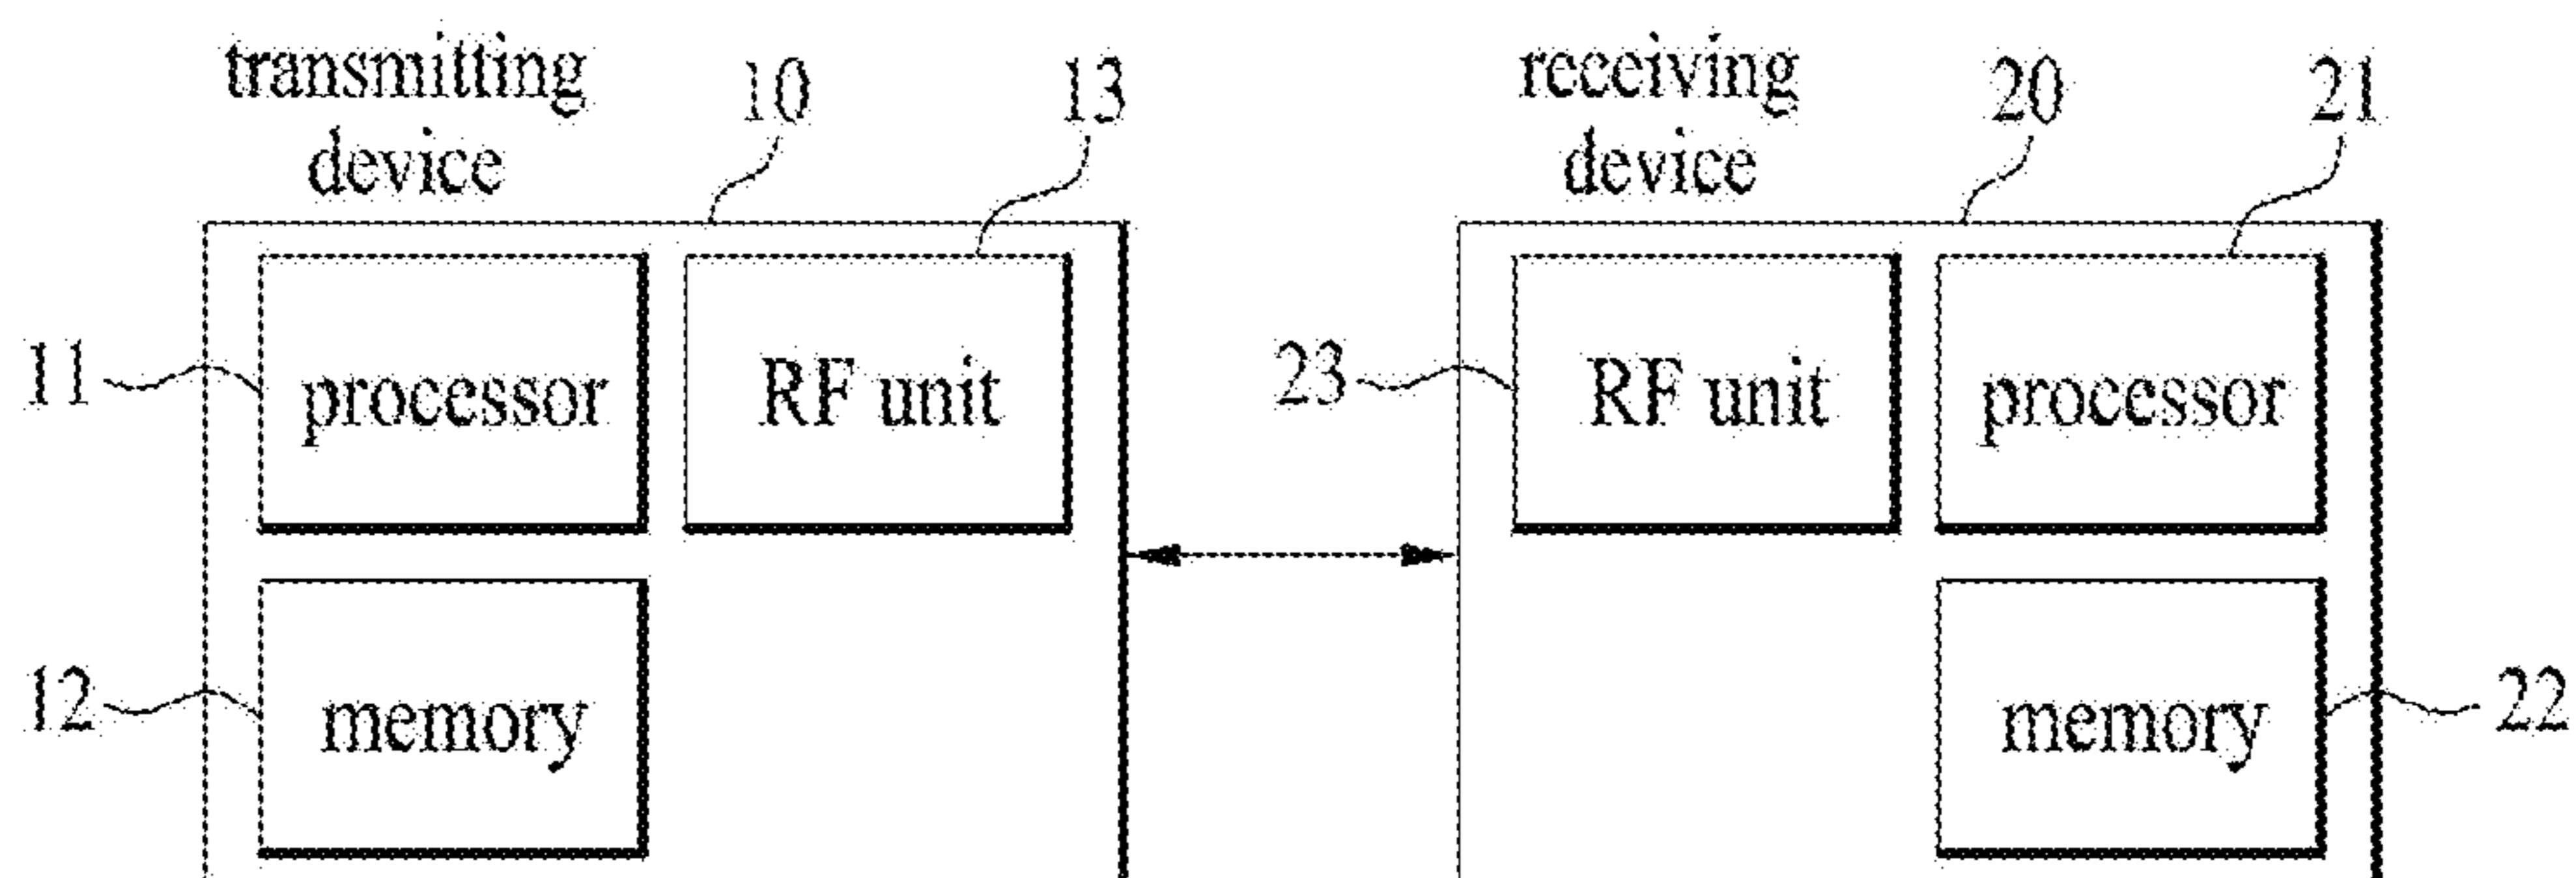 transmitting
device
10
13
receiving
device
20
21
11
processor
RF unit
23
RF unit
processor
12
memory
memory
22